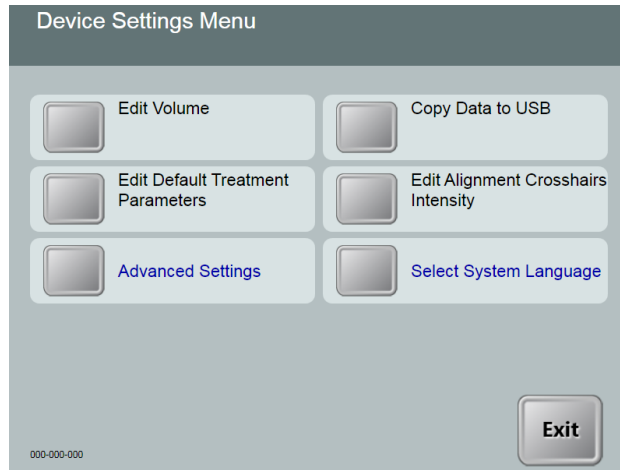 Device Settings Menu
Edit Volume
Copy Data to USB
Edit Default Treatment
Parameters
Edit Alignment Crosshairs
Intensity
Advanced Settings
Select System Language
Exit
000-000-000